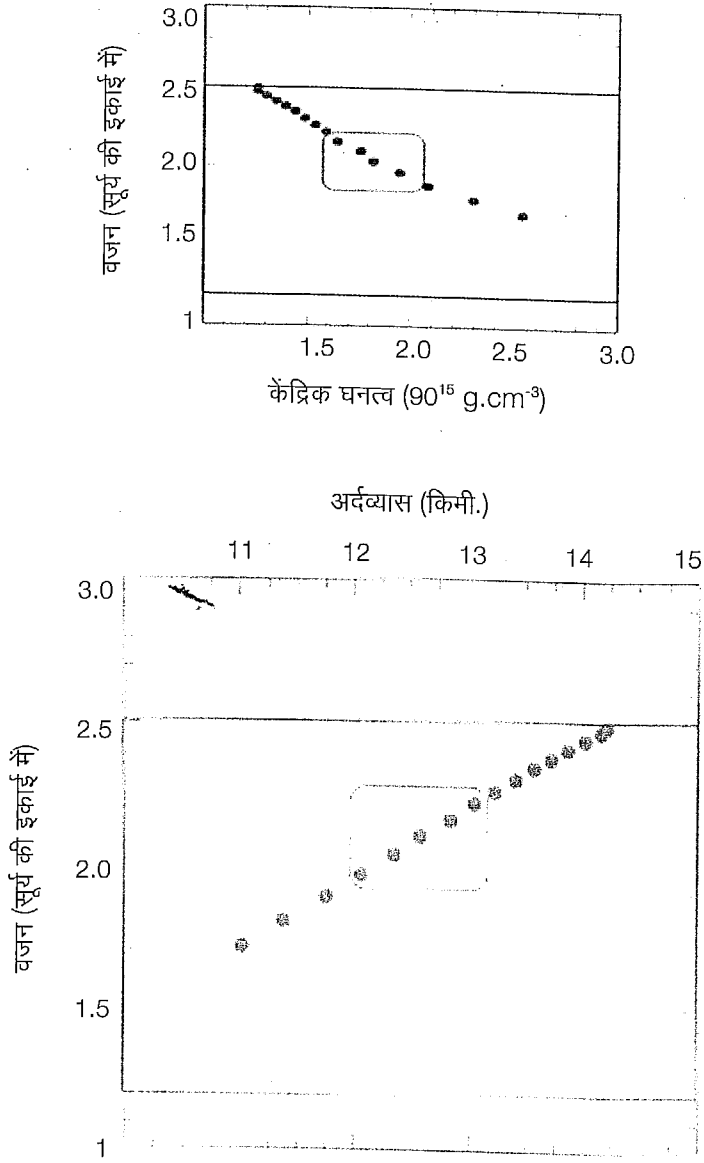 3.0
2.5
2.0
1.5
1
वजन (सूर्य की इकाई में)
1.5 2.0 2.5 3.0
केंद्रिक घनत्व (90¹⁵ g.cm⁻³)
अर्दव्यास (किमी.)
11 12 13 14 15
3.0
2.5
2.0
1.5
1
वजन (सूर्य की इकाई में)